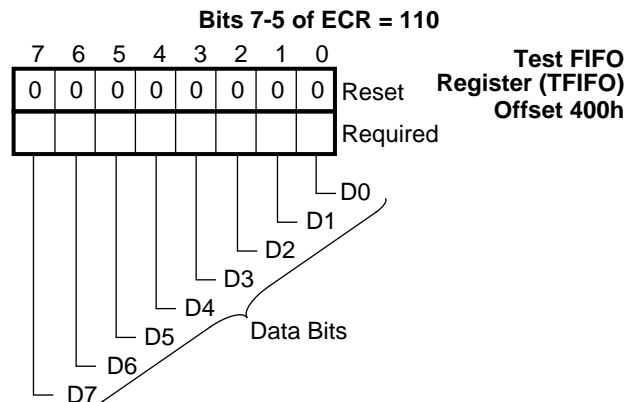 Bits 7-5 of ECR = 110
7 6 5 4 3 2 1 0
Test FIFO
Register (TFIFO)
Offset 400h
0 0 0 0 0 0 0 0 Reset
Required
D0
D1
D2
D3
D4
D5
D6
D7
Data Bits